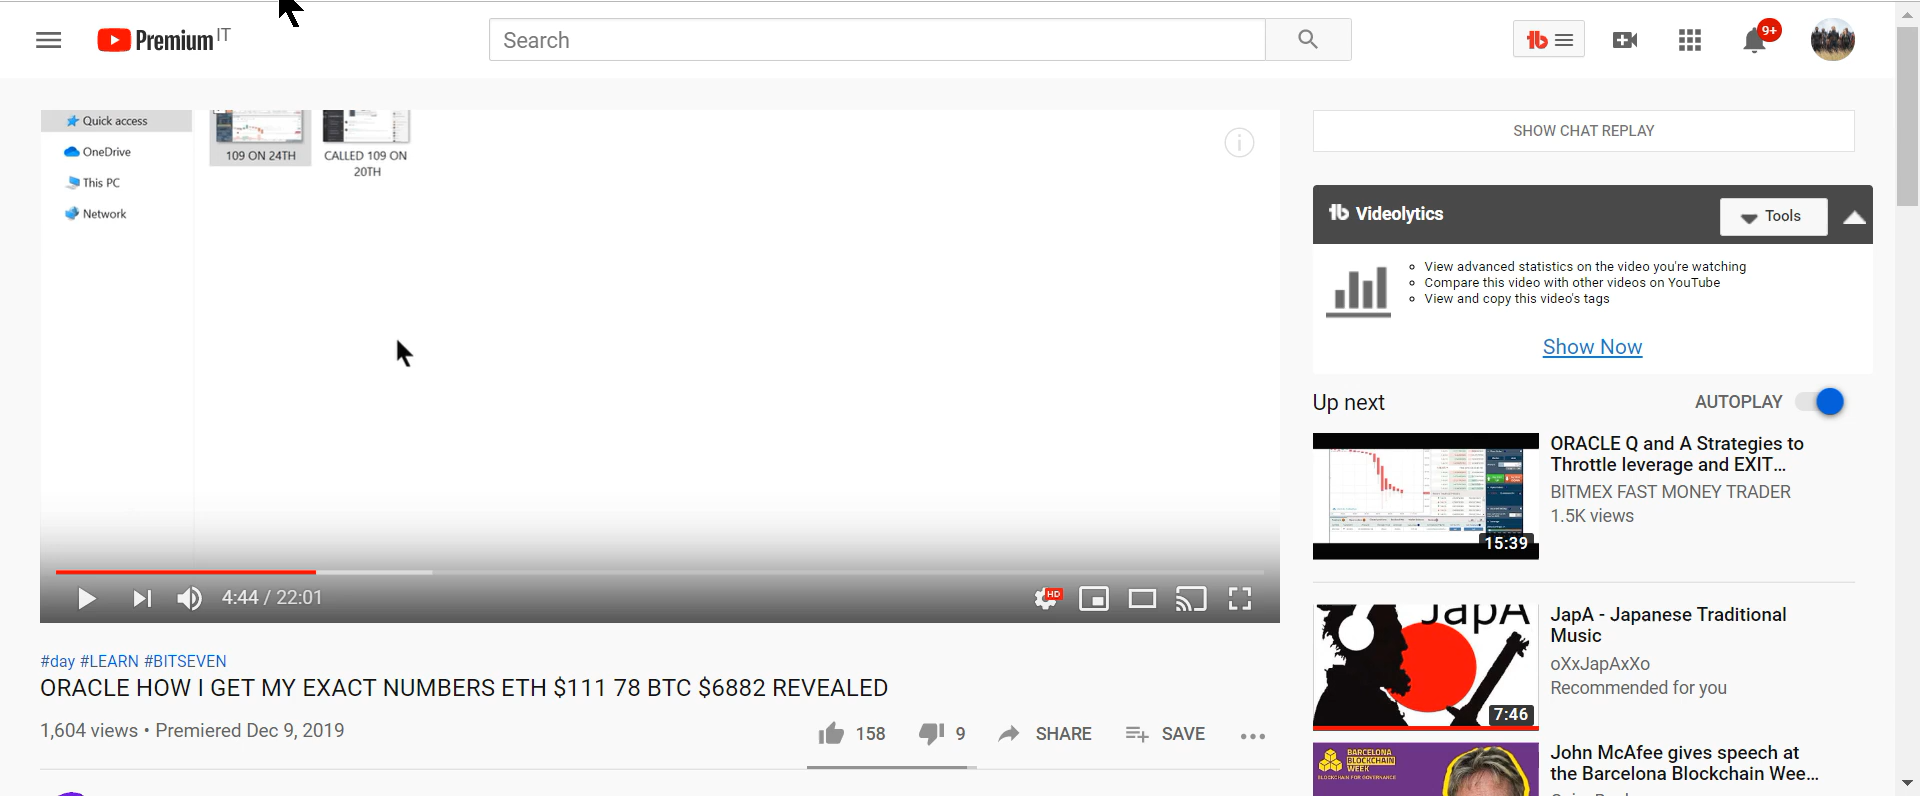 Premium IT
Search
9+
Quick access
OneDrive
This PC
Network
109 ON 24TH
CALLED 109 ON
20TH
HD
4:44 / 22:01
#day #LEARN #BITSEVEN
ORACLE HOW I GET MY EXACT NUMBERS ETH $111 78 BTC $6882 REVEALED
1,604 views • Premiered Dec 9, 2019
158
9
SHARE
SAVE
SHOW CHAT REPLAY
Videolytics
Tools
View advanced statistics on the video you're watching
Compare this video with other videos on YouTube
View and copy this video's tags
Show Now
Up next
AUTOPLAY
15:39
ORACLE Q and A Strategies to
Throttle leverage and EXIT...
BITMEX FAST MONEY TRADER
1.5K views
JapA
7:46
JapA - Japanese Traditional
Music
oXxJapAxXo
Recommended for you
BARCELONA
BLOCKCHAIN
WEEK
BLOCKCHAIN FOR GOVERNANCE
John McAfee gives speech at
the Barcelona Blockchain Wee...